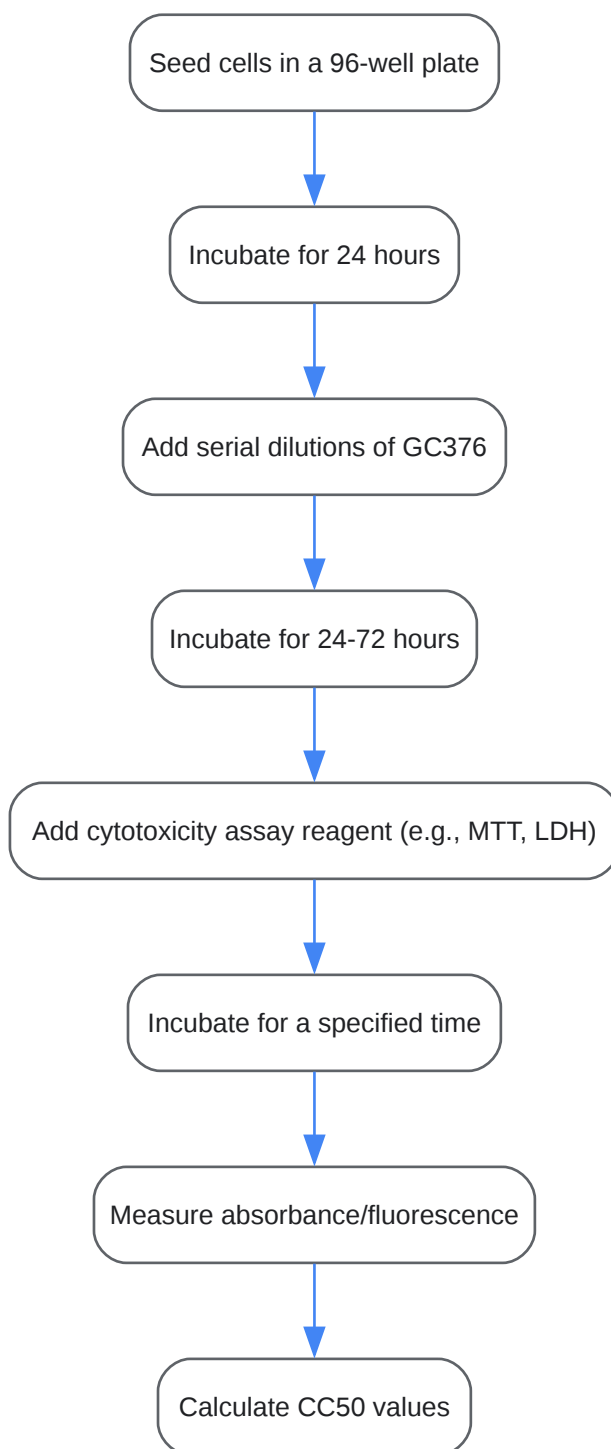 Seed cells in a 96-well plate
Incubate for 24 hours
Add serial dilutions of GC376
Incubate for 24-72 hours
Add cytotoxicity assay reagent (e.g., MTT, LDH)
Incubate for a specified time
Measure absorbance/fluorescence
Calculate CC50 values